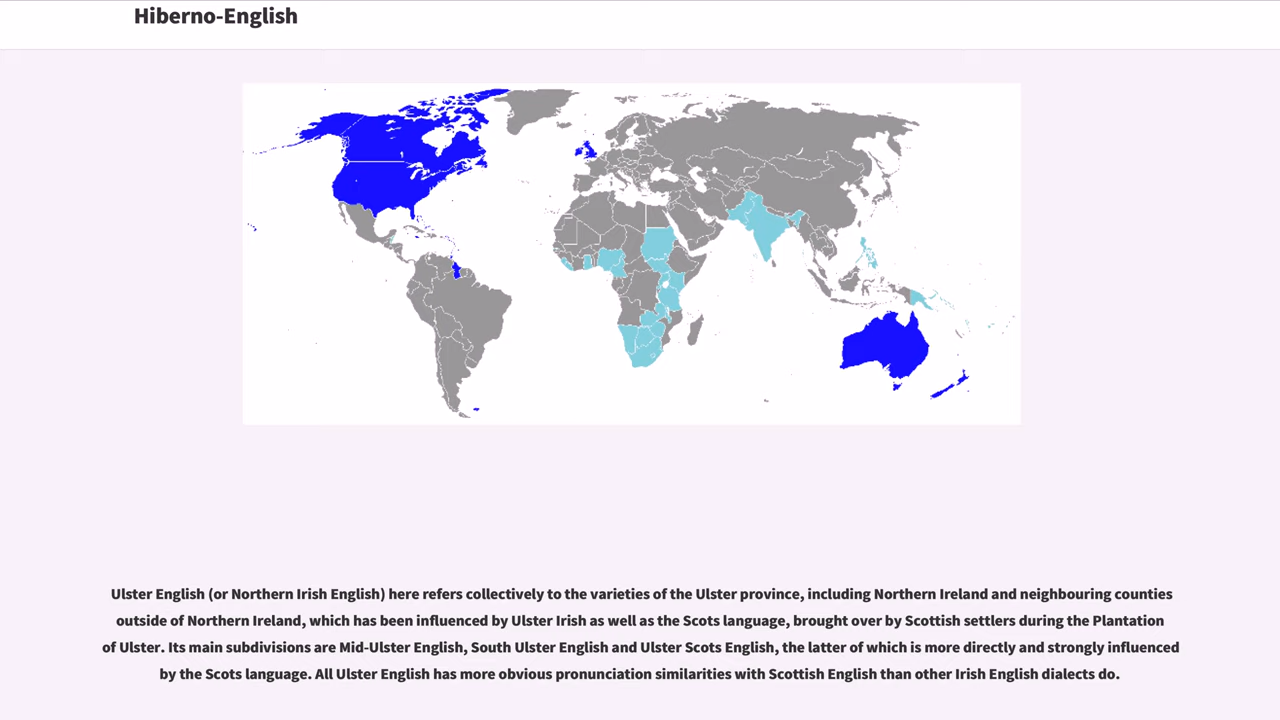 Hiberno-English
Ulster English (or Northern Irish English) here refers collectively to the varieties of the Ulster province, including Northern Ireland and neighbouring counties
outside of Northern Ireland, which has been influenced by Ulster Irish as well as the Scots language, brought over by Scottish settlers during the Plantation
of Ulster. Its main subdivisions are Mid-Ulster English, South Ulster English and Ulster Scots English, the latter of which is more directly and strongly influenced
by the Scots language. All Ulster English has more obvious pronunciation similarities with Scottish English than other Irish English dialects do.